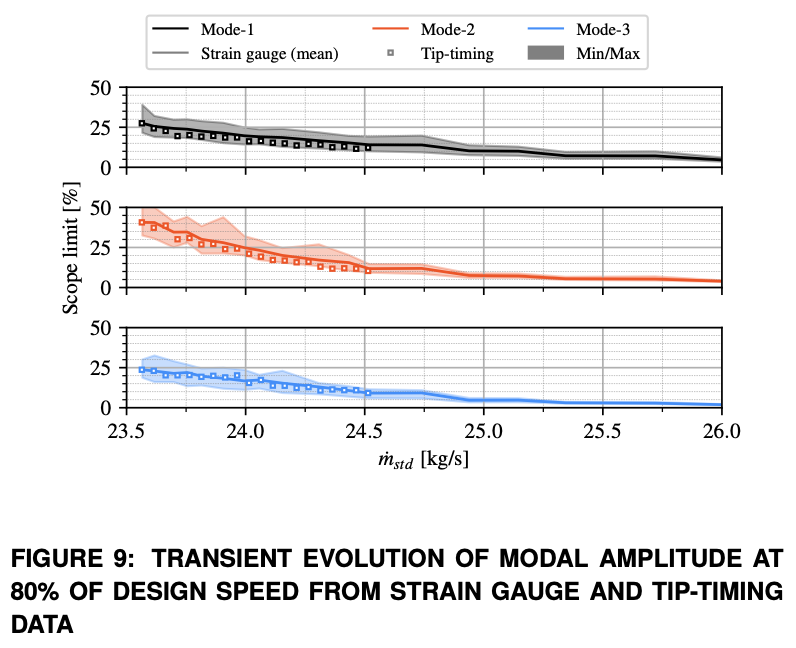 Mode-1 Mode-2 Mode-3
Strain gauge (mean) Tip-timing Min/Max
50
25
0
50
25
0
50
25
0
Scope limit [%]
23.5 24.0 24.5 25.0 25.5 26.0
ṁstd [kg/s]
FIGURE 9: TRANSIENT EVOLUTION OF MODAL AMPLITUDE AT
80% OF DESIGN SPEED FROM STRAIN GAUGE AND TIP-TIMING
DATA